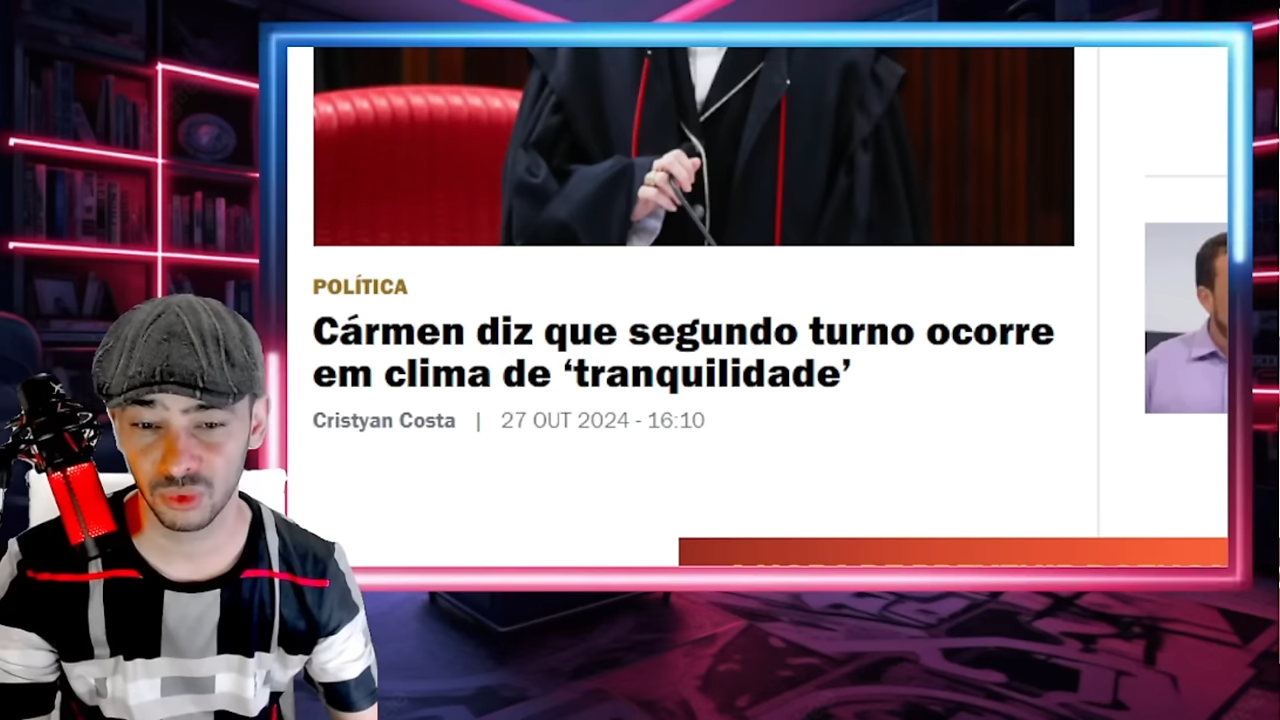 POLÍTICA
Cármen diz que segundo turno ocorre
em clima de ‘tranquilidade’
Cristyan Costa | 27 OUT 2024 - 16:10